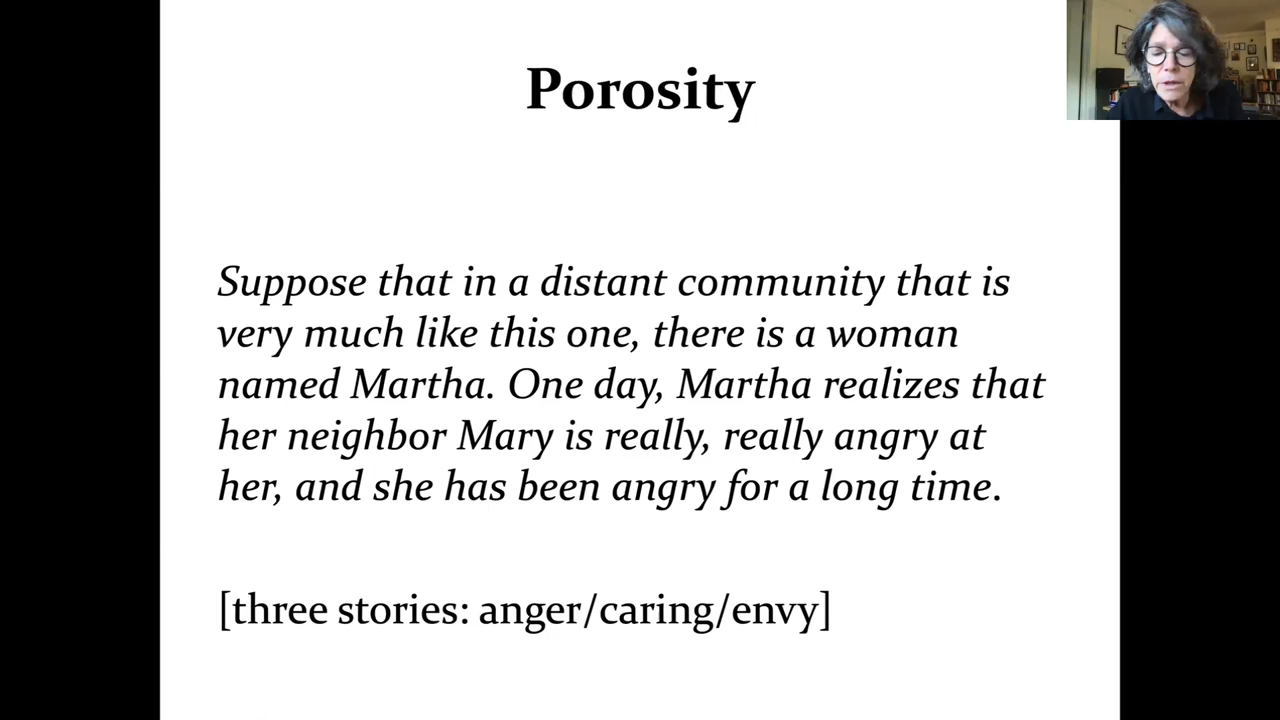 Porosity
Suppose that in a distant community that is
very much like this one, there is a woman
named Martha. One day, Martha realizes that
her neighbor Mary is really, really angry at
her, and she has been angry for a long time.
[three stories: anger/caring/envy]